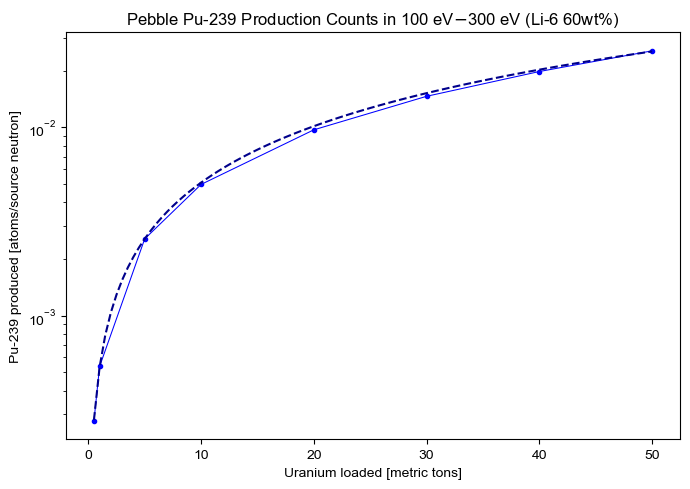 Pebble Pu-239 Production Counts in 100 eV−300 eV (Li-6 60wt%)
Pu-239 produced [atoms/source neutron]
10⁻²
10⁻³
0 10 20 30 40 50
Uranium loaded [metric tons]